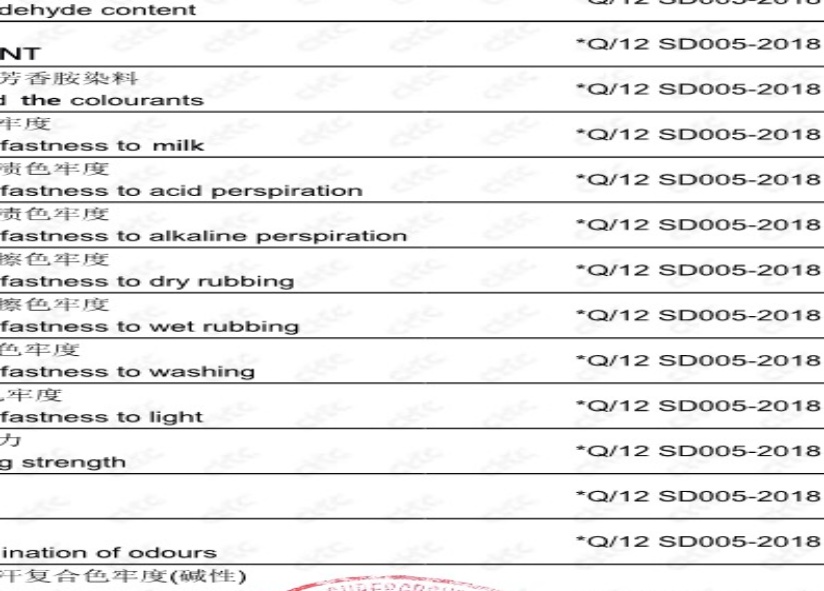 dehyde content
*Q/12 SD005-2018
NT
*Q/12 SD005-2018
芳香胺染料
the colourants
*Q/12 SD005-2018
牢度
fastness to milk
*Q/12 SD005-2018
渍色牢度
fastness to acid perspiration
*Q/12 SD005-2018
渍色牢度
fastness to alkaline perspiration
*Q/12 SD005-2018
擦色牢度
fastness to dry rubbing
*Q/12 SD005-2018
擦色牢度
fastness to wet rubbing
*Q/12 SD005-2018
色牢度
fastness to washing
*Q/12 SD005-2018
牢度
fastness to light
*Q/12 SD005-2018
力
g strength
*Q/12 SD005-2018
*Q/12 SD005-2018
ination of odours
*Q/12 SD005-2018
汗复合色牢度(碱性)